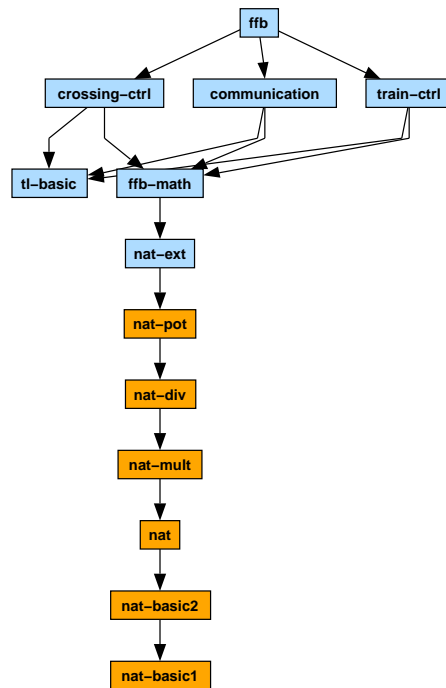 ffb
crossing−ctrl
communication
train−ctrl
tl−basic
ffb−math
nat−ext
nat−pot
nat−div
nat−mult
nat
nat−basic2
nat−basic1